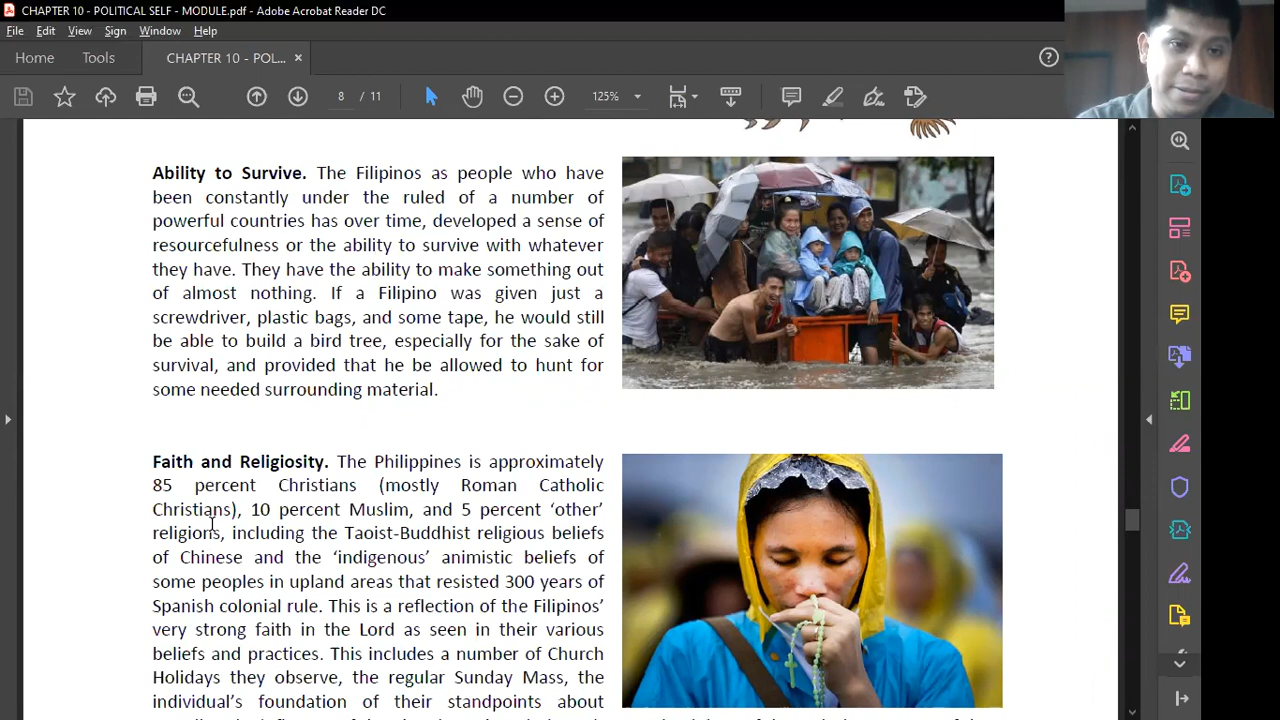 CHAPTER 10 - POLITICAL SELF - MODULE.pdf - Adobe Acrobat Reader DC
File Edit View Sign Window Help
Home Tools CHAPTER 10 - POL... ×
8 / 11 125%
Ability to Survive. The Filipinos as people who have
been constantly under the ruled of a number of
powerful countries has over time, developed a sense of
resourcefulness or the ability to survive with whatever
they have. They have the ability to make something out
of almost nothing. If a Filipino was given just a
screwdriver, plastic bags, and some tape, he would still
be able to build a bird tree, especially for the sake of
survival, and provided that he be allowed to hunt for
some needed surrounding material.
Faith and Religiosity. The Philippines is approximately
85 percent Christians (mostly Roman Catholic
Christians), 10 percent Muslim, and 5 percent ‘other’
religions, including the Taoist-Buddhist religious beliefs
of Chinese and the ‘indigenous’ animistic beliefs of
some peoples in upland areas that resisted 300 years of
Spanish colonial rule. This is a reflection of the Filipinos’
very strong faith in the Lord as seen in their various
beliefs and practices. This includes a number of Church
Holidays they observe, the regular Sunday Mass, the
individual’s foundation of their standpoints about